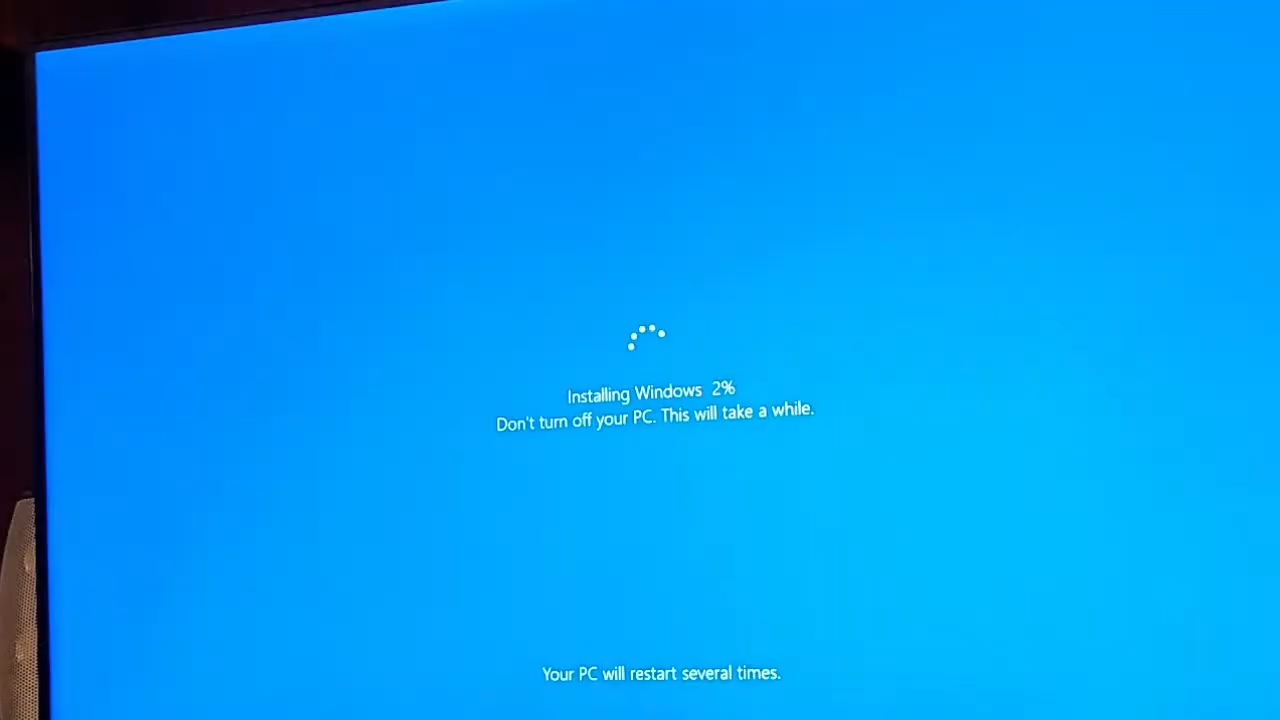 Installing Windows 2%
Don't turn off your PC. This will take a while.
Your PC will restart several times.